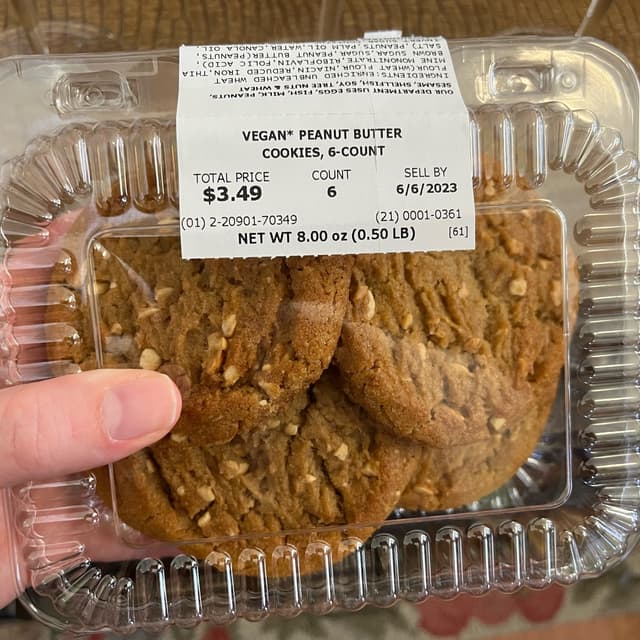 VEGAN* PEANUT BUTTER
COOKIES, 6-COUNT
TOTAL PRICE COUNT SELL BY
$3.49 6 6/6/2023
(01) 2-20901-70349 (21) 0001-0361
NET WT 8.00 oz (0.50 LB) [61]
OUR DEPARTMENT USES EGGS, FISH, MILK, PEANUTS,
SESAME, SHELLFISH, SOY, TREE NUTS & WHEAT
INGREDIENTS: ENRICHED UNBLEACHED WHEAT
FLOUR (WHEAT FLOUR, NIACIN, REDUCED IRON, THIA
MINE MONONITRATE, RIBOFLAVIN, FOLIC ACID),
BROWN SUGAR, SUGAR, PEANUT BUTTER (PEANUTS,
SALT), PEANUTS, PALM OIL, WATER, CANOLA OIL,